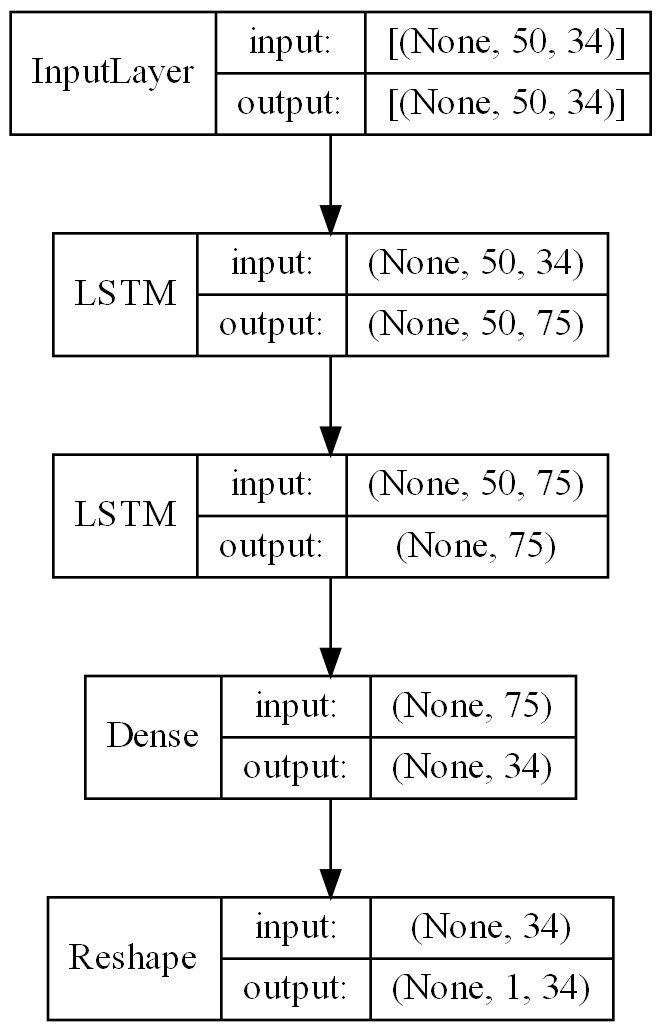 InputLayer
input: [(None, 50, 34)]
output: [(None, 50, 34)]
LSTM
input: (None, 50, 34)
output: (None, 50, 75)
LSTM
input: (None, 50, 75)
output: (None, 75)
Dense
input: (None, 75)
output: (None, 34)
Reshape
input: (None, 34)
output: (None, 1, 34)